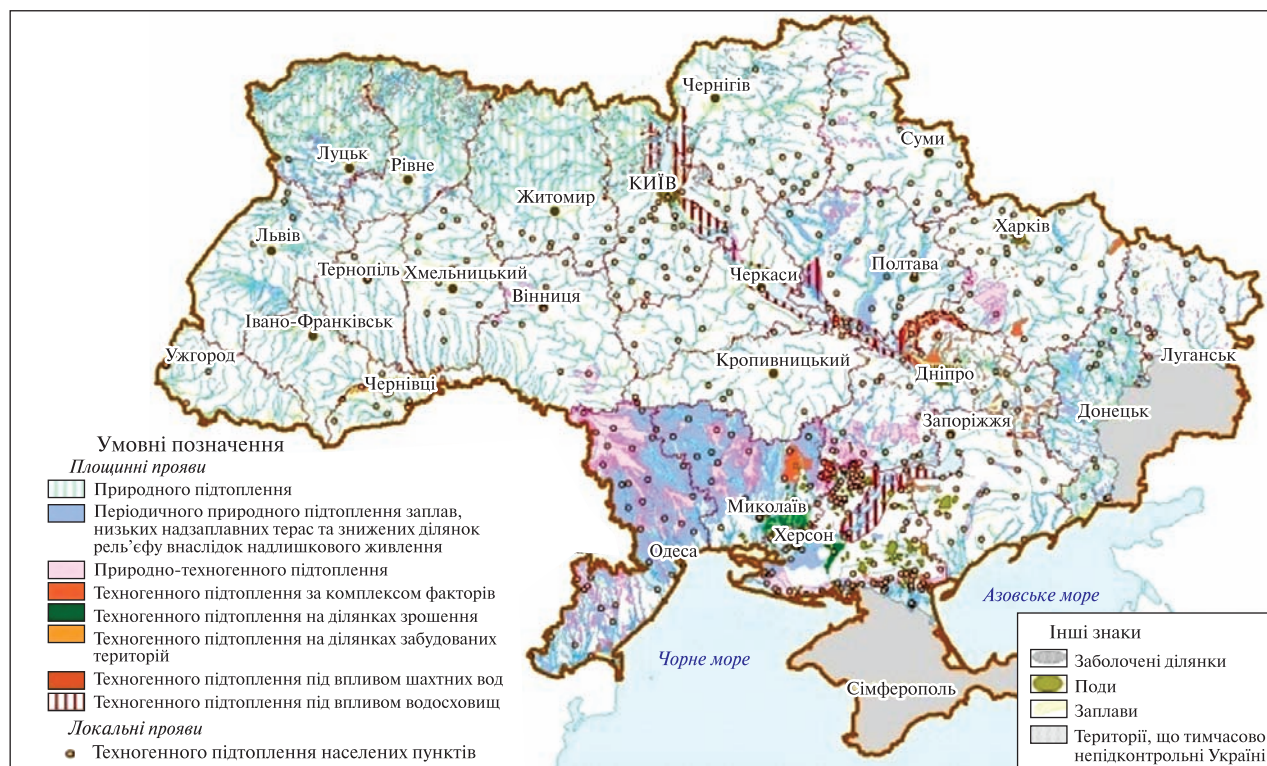 Чернігів
Суми
Луцьк
Рівне
КИЇВ
Житомир
Харків
Львів
Тернопіль
Хмельницький
Черкаси
Полтава
Вінниця
Івано-Франківськ
Ужгород
Кропивницький
Луганськ
Дніпро
Чернівці
Донецьк
Запоріжжя
Миколаїв
Херсон
Одеса
Азовське море
Чорне море
Сімферополь
Умовні позначення
Площинні прояви
Природного підтоплення
Періодичного природного підтоплення заплав,
низьких надзаплавних терас та знижених ділянок
рель’єфу внаслідок надлишкового живлення
Природно-техногенного підтоплення
Техногенного підтоплення за комплексом факторів
Техногенного підтоплення на ділянках зрошення
Техногенного підтоплення на ділянках забудованих
територій
Техногенного підтоплення під впливом шахтних вод
Техногенного підтоплення під впливом водосховищ
Локальні прояви
Техногенного підтоплення населених пунктів
Інші знаки
Заболочені ділянки
Поди
Заплави
Території, що тимчасово
непідконтрольні Україні